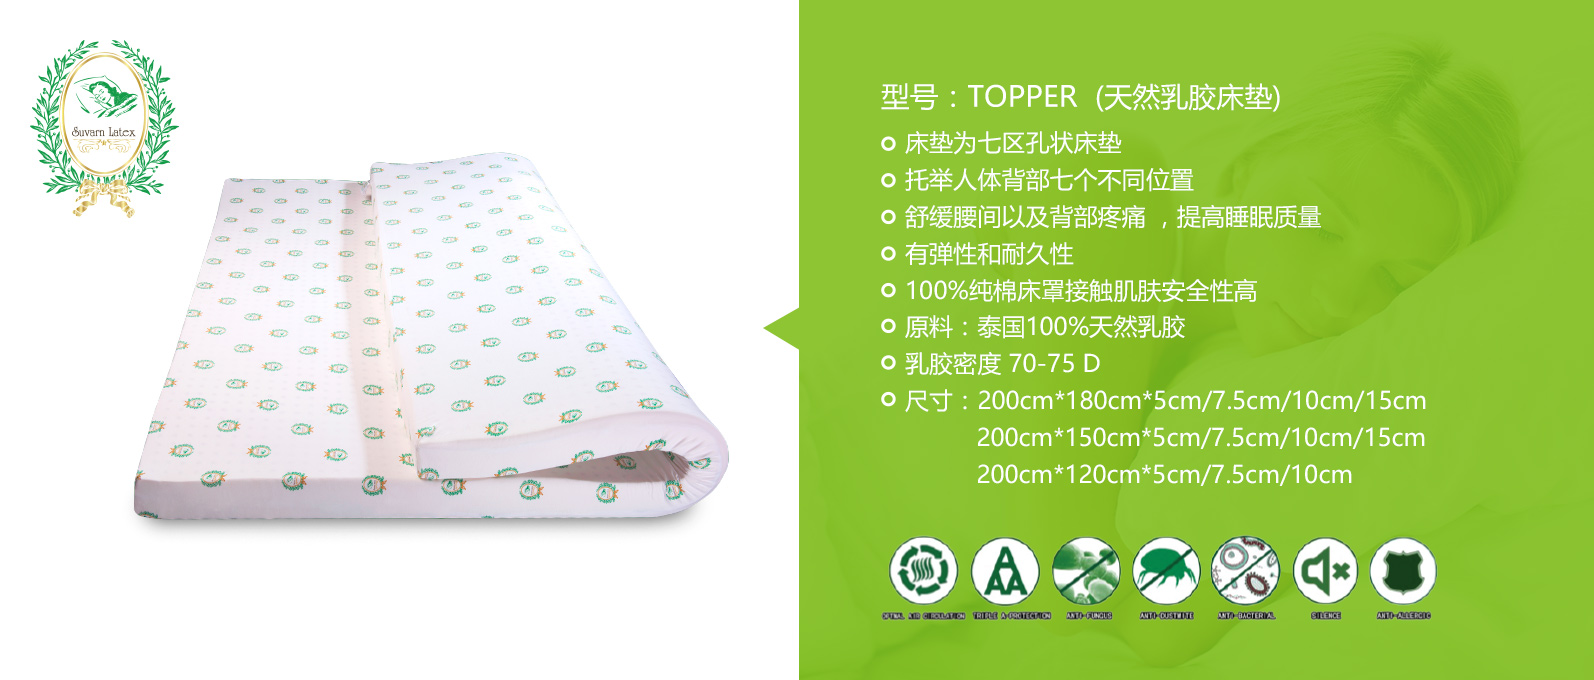 Suvarn Latex
型号：TOPPER (天然乳胶床垫)
床垫为七区孔状床垫
托举人体背部七个不同位置
舒缓腰间以及背部疼痛 ，提高睡眠质量
有弹性和耐久性
100%纯棉床罩接触肌肤安全性高
原料：泰国100%天然乳胶
乳胶密度 70-75 D
尺寸：200cm*180cm*5cm/7.5cm/10cm/15cm
200cm*150cm*5cm/7.5cm/10cm/15cm
200cm*120cm*5cm/7.5cm/10cm
AIR CIRCULATION
TRIPLE A-PROTECTION
ANTI-FUNGUS
ANTI-DUSTMITE
ANTI-BACTERIAL
SILENCE
ANTI-ALLERGIC